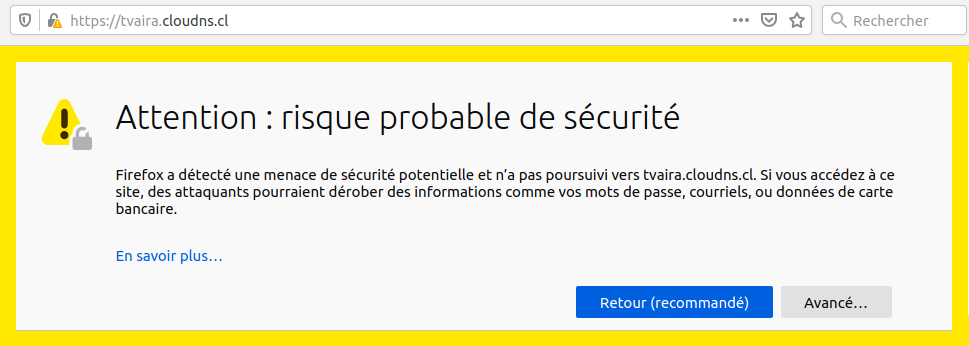 https://tvaira.cloudns.cl
Rechercher
Attention : risque probable de sécurité
Firefox a détecté une menace de sécurité potentielle et n’a pas poursuivi vers tvaira.cloudns.cl. Si vous accédez à ce
site, des attaquants pourraient dérober des informations comme vos mots de passe, courriels, ou données de carte
bancaire.
En savoir plus…
Retour (recommandé)
Avancé…